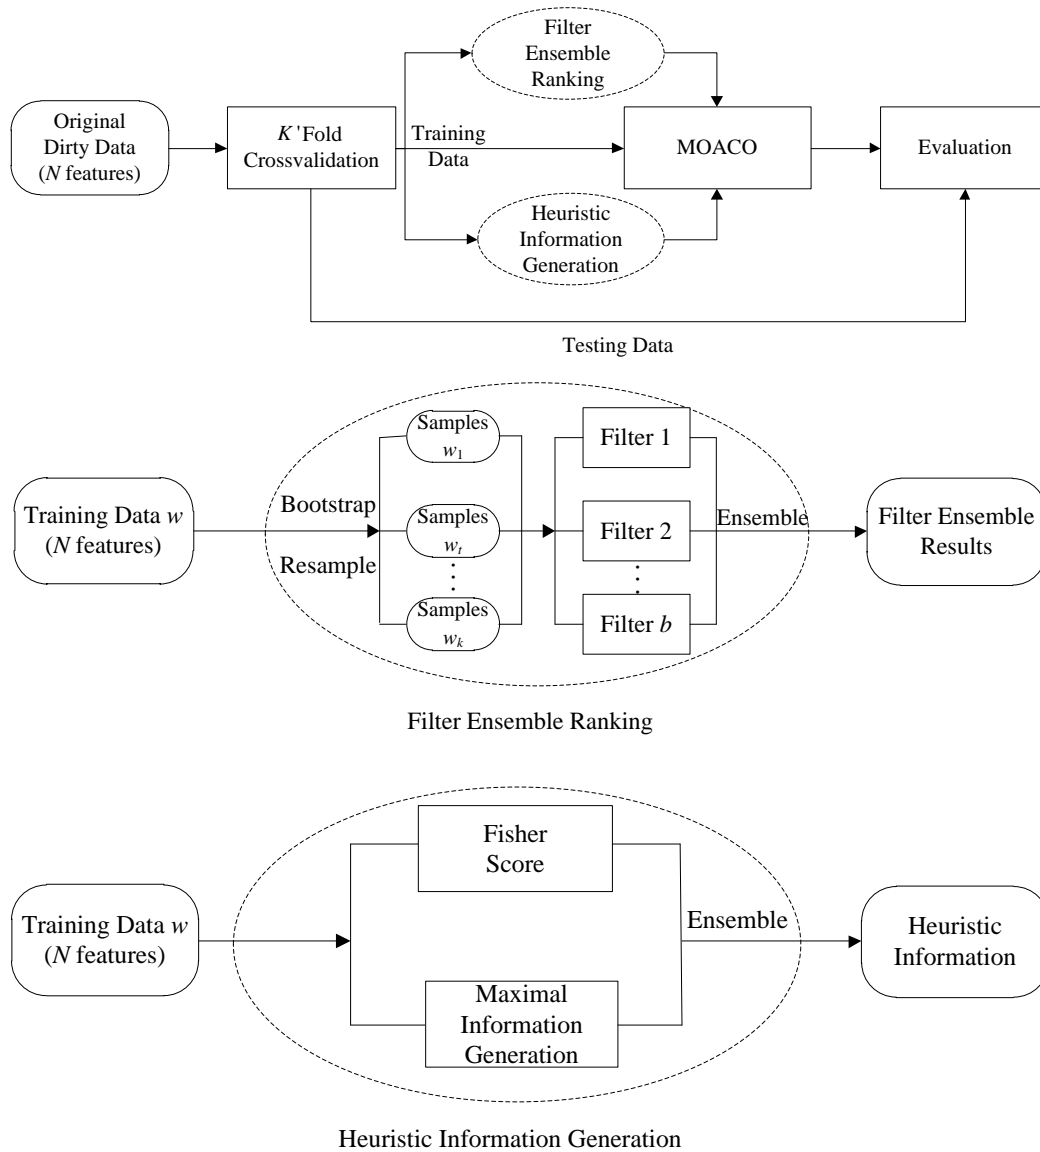 Original
Dirty Data
(N features)
K'Fold
Crossvalidation
Training
Data
Filter
Ensemble
Ranking
Heuristic
Information
Generation
MOACO
Evaluation
Testing Data
Training Data w
(N features)
Bootstrap
Resample
Samples
w1
Samples
wt
Samples
wk
Filter 1
Filter 2
Filter b
Ensemble
Filter Ensemble
Results
Filter Ensemble Ranking
Training Data w
(N features)
Fisher
Score
Maximal
Information
Generation
Ensemble
Heuristic
Information
Heuristic Information Generation